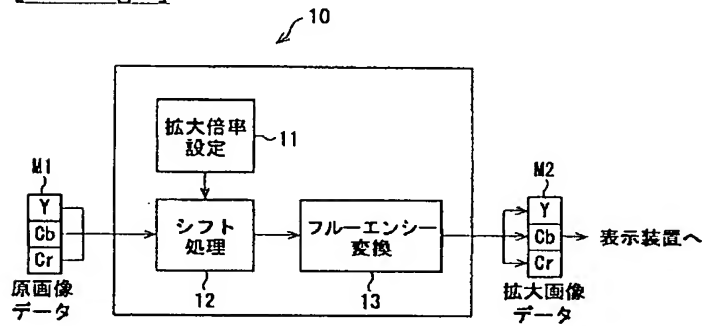 10
拡大倍率
設定
11
M1
Y
Cb
Cr
原画像
データ
シフト
処理
12
フルーエンシー
変換
13
M2
Y
Cb
Cr
拡大画像
データ
表示装置へ